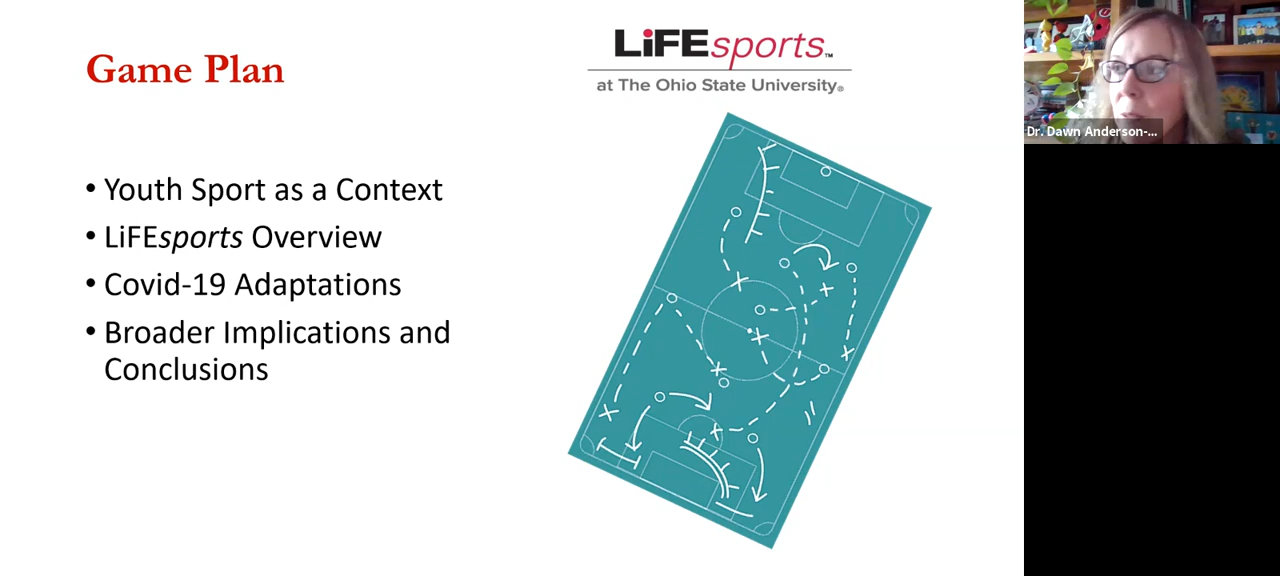 Game Plan
LiFEsports™
at The Ohio State University®
• Youth Sport as a Context
• LiFEsports Overview
• Covid-19 Adaptations
• Broader Implications and
Conclusions
Dr. Dawn Anderson-...